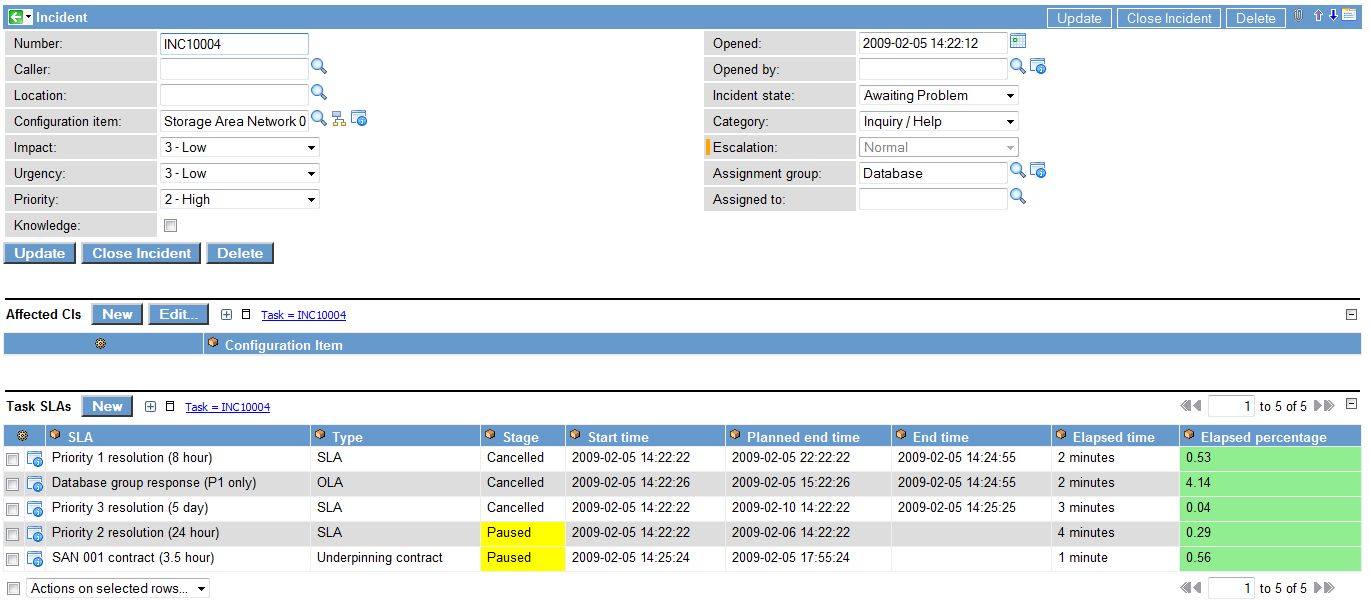 Incident Update Close Incident Delete
Number: INC10004 Opened: 2009-02-05 14:22:12
Caller: Opened by:
Location: Incident state: Awaiting Problem
Configuration item: Storage Area Network 0 Category: Inquiry / Help
Impact: 3 - Low Escalation: Normal
Urgency: 3 - Low Assignment group: Database
Priority: 2 - High Assigned to:
Knowledge:
Update Close Incident Delete
Affected CIs New Edit... Task = INC10004
Configuration Item
Task SLAs New Task = INC10004 1 to 5 of 5
SLA Type Stage Start time Planned end time End time Elapsed time Elapsed percentage
Priority 1 resolution (8 hour) SLA Cancelled 2009-02-05 14:22:22 2009-02-05 22:22:22 2009-02-05 14:24:55 2 minutes 0.53
Database group response (P1 only) OLA Cancelled 2009-02-05 14:22:26 2009-02-05 15:22:26 2009-02-05 14:24:55 2 minutes 4.14
Priority 3 resolution (5 day) SLA Cancelled 2009-02-05 14:22:22 2009-02-10 14:22:22 2009-02-05 14:25:25 3 minutes 0.04
Priority 2 resolution (24 hour) SLA Paused 2009-02-05 14:22:22 2009-02-06 14:22:22 4 minutes 0.29
SAN 001 contract (3.5 hour) Underpinning contract Paused 2009-02-05 14:25:24 2009-02-05 17:55:24 1 minute 0.56
Actions on selected rows... 1 to 5 of 5